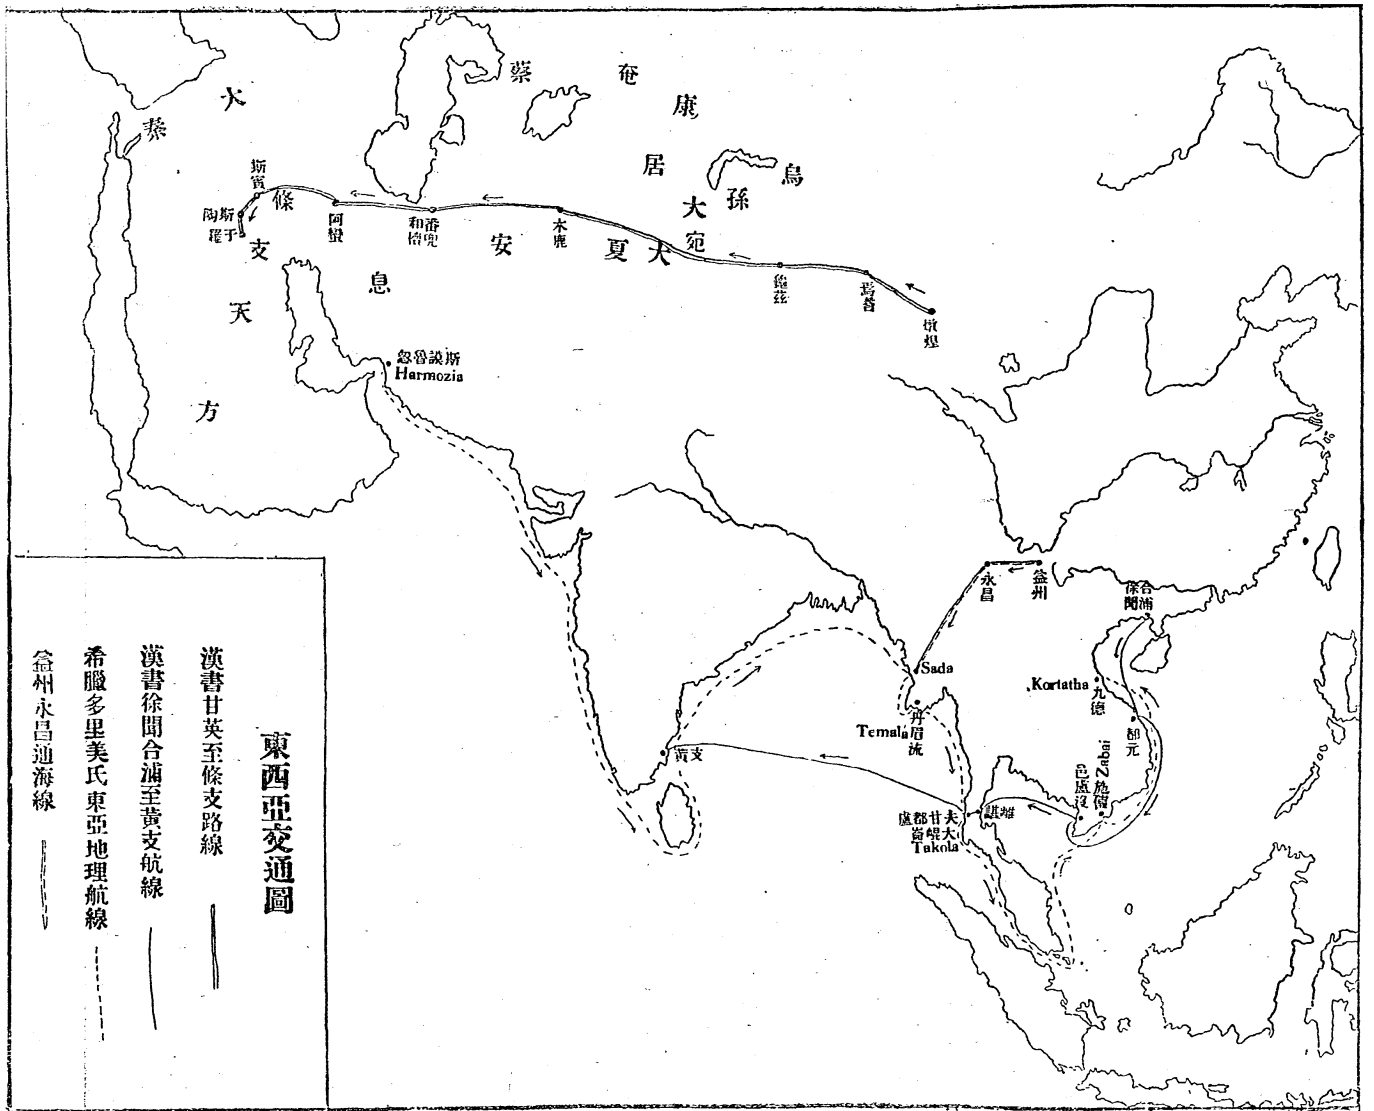 奄蔡
大秦
康居
烏孫
大宛
大夏
安息
條支
天方
斯賓
斯陶
于羅
阿蠻
番兜
和櫝
木鹿
龜茲
焉耆
敦煌
忽魯謨斯
Harmozia
永昌
益州
合浦
徐聞
Sada
Kortatha
九德
丹眉流
Temala
都元
Zabai
邑盧沒
黃支
諶離
夫甘都盧
大崐崙
Takola
東西亞交通圖
漢書甘英至條支路線
漢書徐聞合浦至黃支航線
希臘多里美氏東亞地理航線
益州永昌通海線